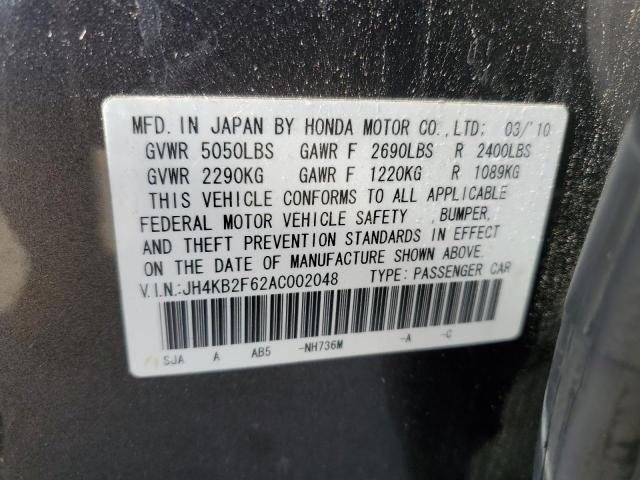 MFD. IN JAPAN BY HONDA MOTOR CO.,LTD; 03/'10
GVWR 5050LBS GAWR F 2690LBS R 2400LBS
GVWR 2290KG GAWR F 1220KG R 1089KG
THIS VEHICLE CONFORMS TO ALL APPLICABLE
FEDERAL MOTOR VEHICLE SAFETY ,BUMPER,
AND THEFT PREVENTION STANDARDS IN EFFECT
ON THE DATE OF MANUFACTURE SHOWN ABOVE.
V.I.N:JH4KB2F62AC002048 TYPE: PASSENGER CAR
SJA A AB5 -NH736M -A -C